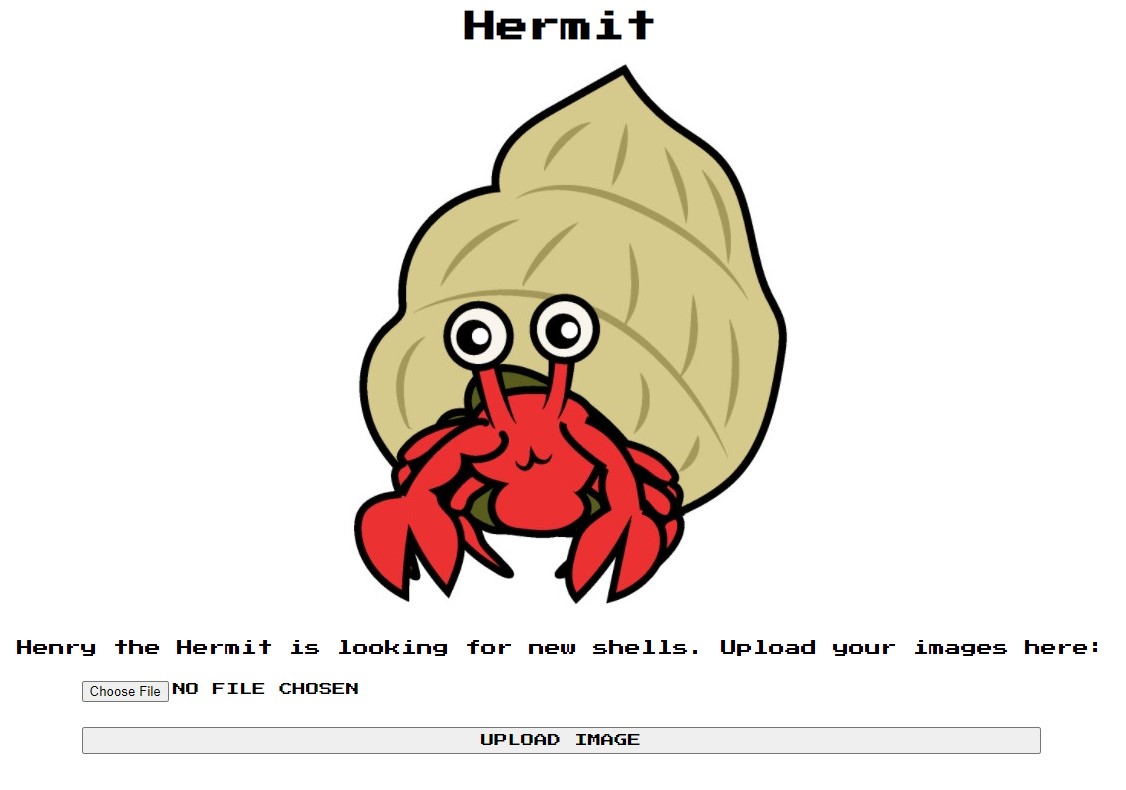 Hermit
Henry the Hermit is looking for new shells. Upload your images here:
Choose File NO FILE CHOSEN
UPLOAD IMAGE